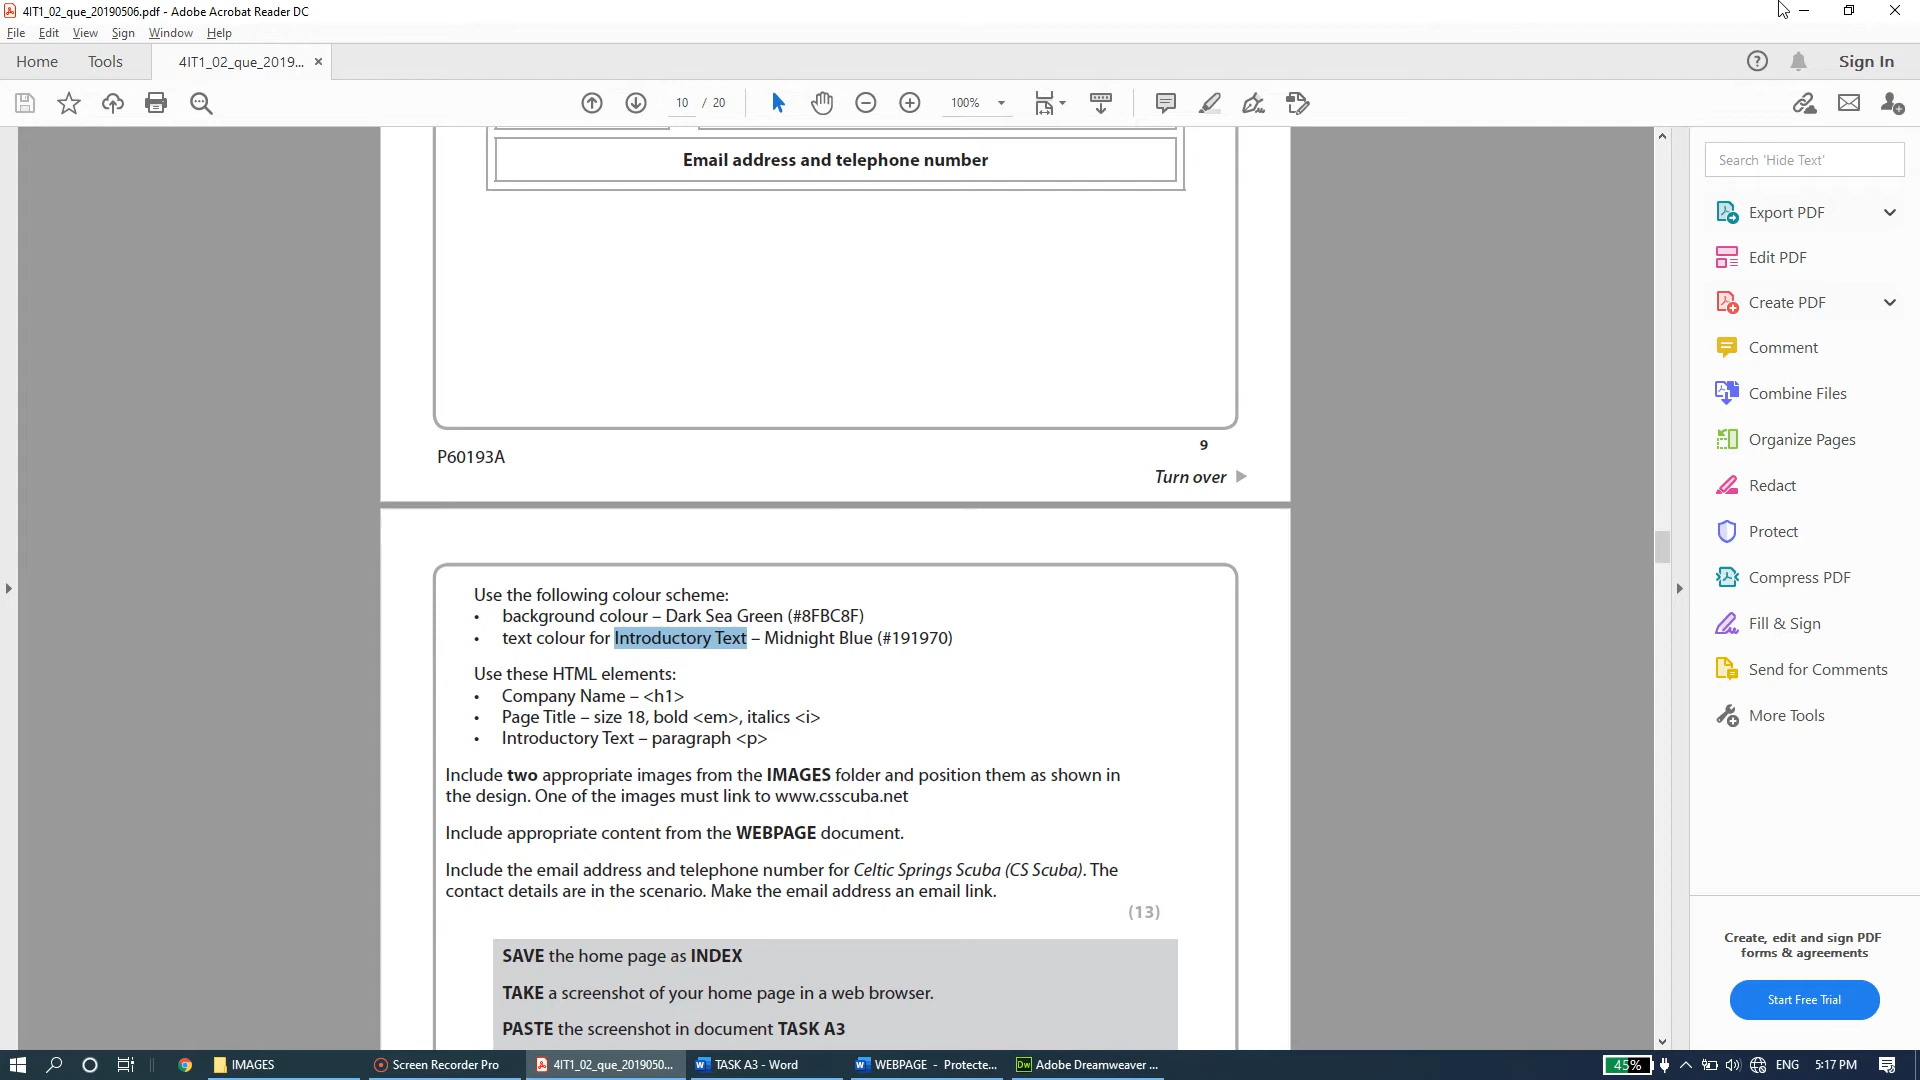 4IT1_02_que_20190506.pdf - Adobe Acrobat Reader DC
File Edit View Sign Window Help
Home Tools 4IT1_02_que_2019... × Sign In
10 / 20 100%
Email address and telephone number
P60193A
9
Turn over
Use the following colour scheme:
• background colour – Dark Sea Green (#8FBC8F)
• text colour for Introductory Text – Midnight Blue (#191970)
Use these HTML elements:
• Company Name – <h1>
• Page Title – size 18, bold <em>, italics <i>
• Introductory Text – paragraph <p>
Include two appropriate images from the IMAGES folder and position them as shown in
the design. One of the images must link to www.csscuba.net
Include appropriate content from the WEBPAGE document.
Include the email address and telephone number for Celtic Springs Scuba (CS Scuba). The
contact details are in the scenario. Make the email address an email link.
(13)
SAVE the home page as INDEX
TAKE a screenshot of your home page in a web browser.
PASTE the screenshot in document TASK A3
Search 'Hide Text'
Export PDF
Edit PDF
Create PDF
Comment
Combine Files
Organize Pages
Redact
Protect
Compress PDF
Fill & Sign
Send for Comments
More Tools
Create, edit and sign PDF
forms & agreements
Start Free Trial
IMAGES Screen Recorder Pro 4IT1_02_que_2019050... TASK A3 - Word WEBPAGE - Protecte... Adobe Dreamweaver ... 45% ENG 5:17 PM